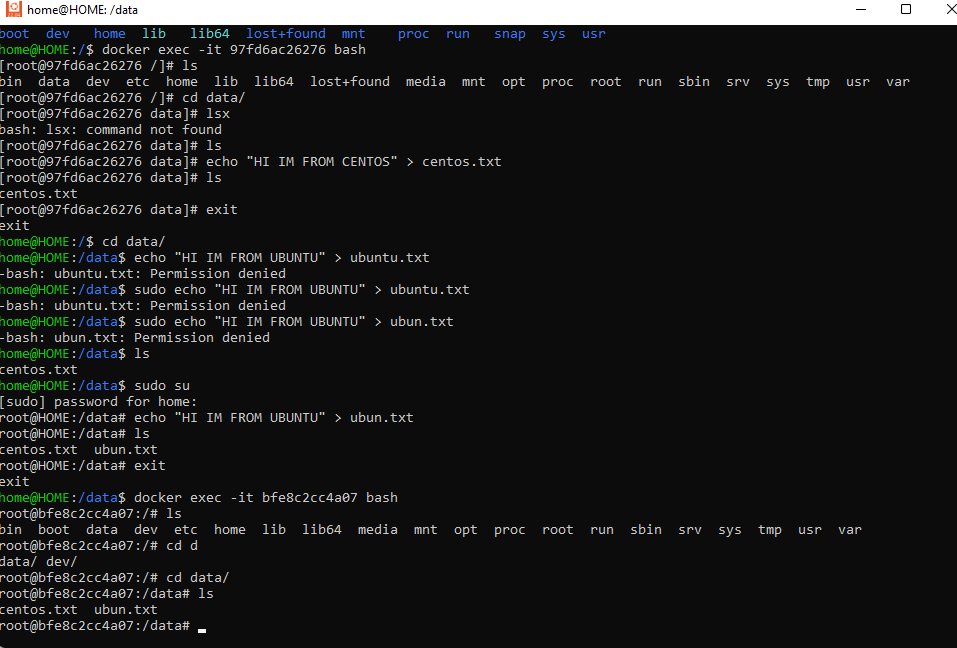 home@HOME: /data
boot  dev   home  lib   lib64  lost+found  mnt    proc  run   snap  sys  usr
home@HOME:/$ docker exec -it 97fd6ac26276 bash
[root@97fd6ac26276 /]# ls
bin  data  dev  etc  home  lib  lib64  lost+found  media  mnt  opt  proc  root  run  sbin  srv  sys  tmp  usr  var
[root@97fd6ac26276 /]# cd data/
[root@97fd6ac26276 data]# lsx
bash: lsx: command not found
[root@97fd6ac26276 data]# ls
[root@97fd6ac26276 data]# echo "HI IM FROM CENTOS" > centos.txt
[root@97fd6ac26276 data]# ls
centos.txt
[root@97fd6ac26276 data]# exit
exit
home@HOME:/$ cd data/
home@HOME:/data$ echo "HI IM FROM UBUNTU" > ubuntu.txt
-bash: ubuntu.txt: Permission denied
home@HOME:/data$ sudo echo "HI IM FROM UBUNTU" > ubuntu.txt
-bash: ubuntu.txt: Permission denied
home@HOME:/data$ sudo echo "HI IM FROM UBUNTU" > ubun.txt
-bash: ubun.txt: Permission denied
home@HOME:/data$ ls
centos.txt
home@HOME:/data$ sudo su
[sudo] password for home:
root@HOME:/data# echo "HI IM FROM UBUNTU" > ubun.txt
root@HOME:/data# ls
centos.txt  ubun.txt
root@HOME:/data# exit
exit
home@HOME:/data$ docker exec -it bfe8c2cc4a07 bash
root@bfe8c2cc4a07:/# ls
bin  boot  data  dev  etc  home  lib  lib64  media  mnt  opt  proc  root  run  sbin  srv  sys  tmp  usr  var
root@bfe8c2cc4a07:/# cd d
data/ dev/
root@bfe8c2cc4a07:/# cd data/
root@bfe8c2cc4a07:/data# ls
centos.txt  ubun.txt
root@bfe8c2cc4a07:/data#